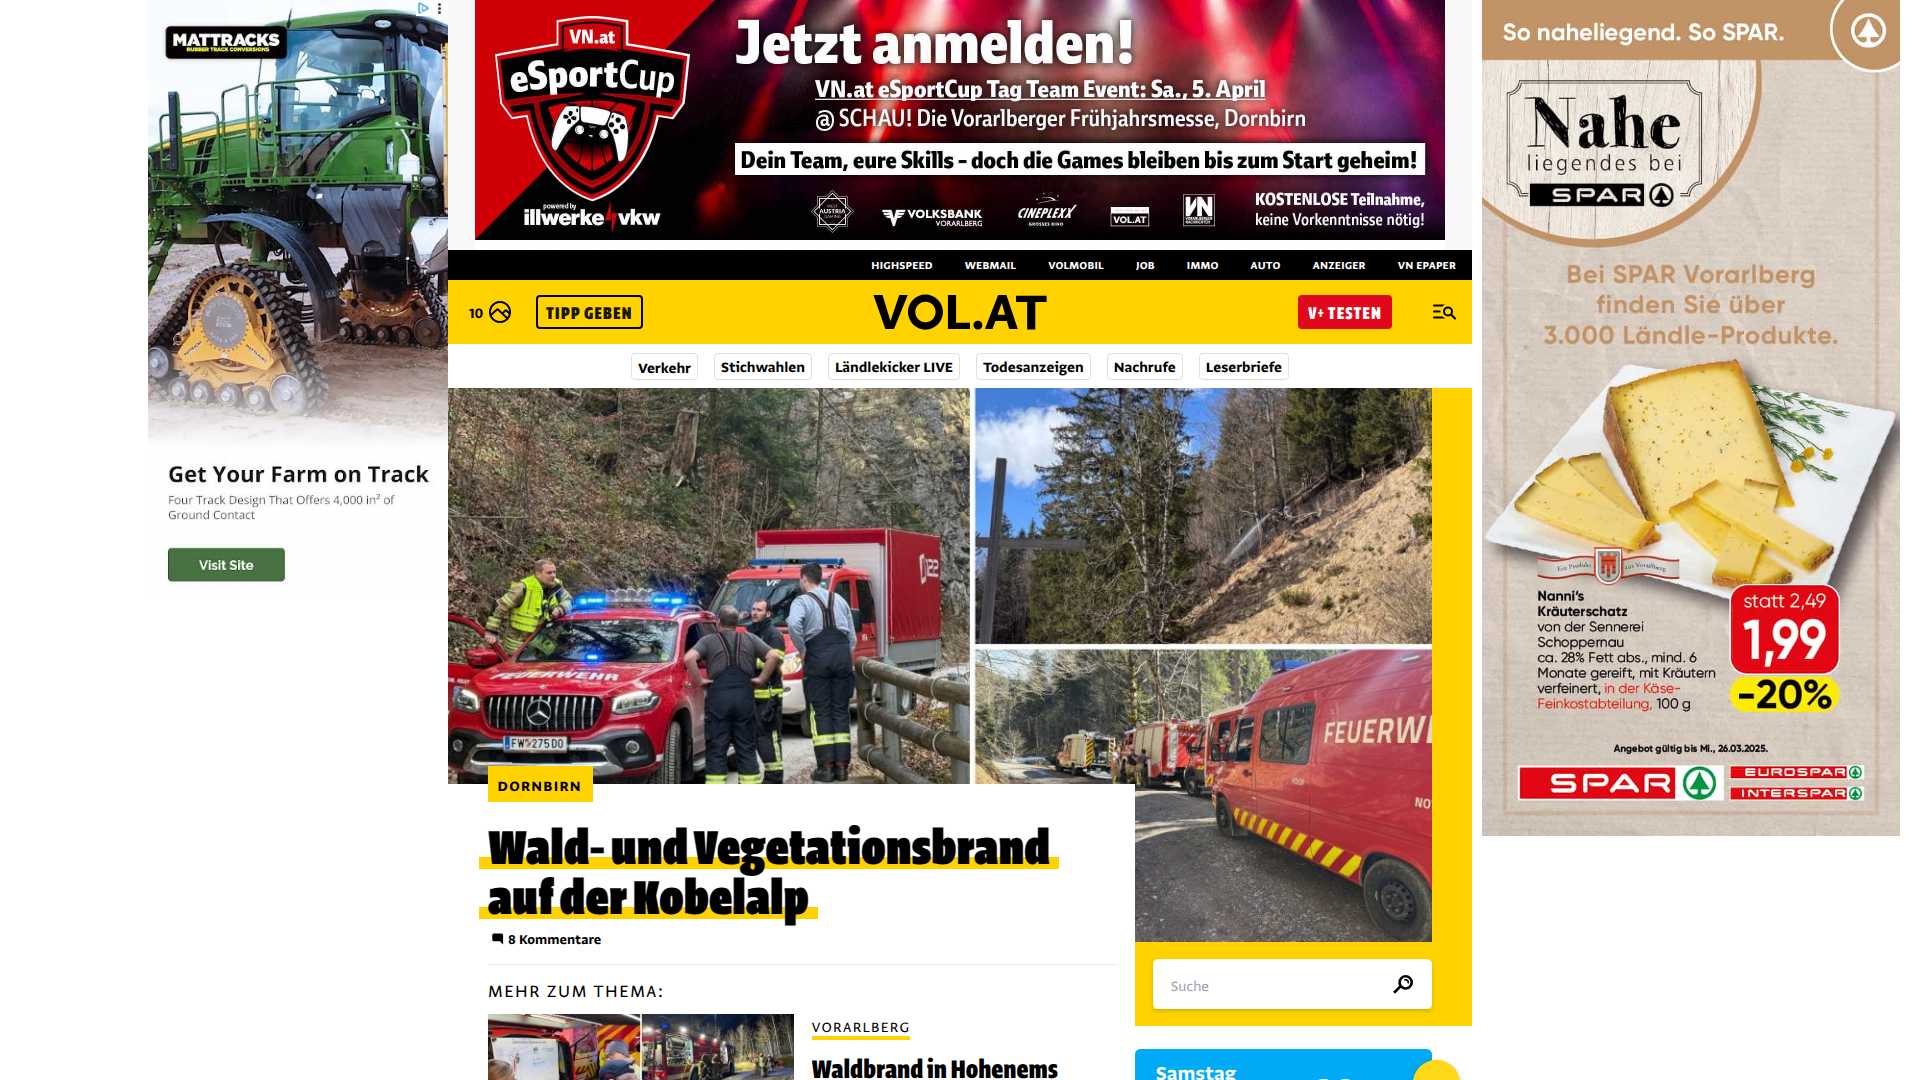 MATTRACKS
RUBBER TRACK CONVERSIONS
Get Your Farm on Track
Four Track Design That Offers 4,000 in² of
Ground Contact
Visit Site
VN.at
eSportCup
powered by
illwerke vkw
Jetzt anmelden!
VN.at eSportCup Tag Team Event: Sa., 5. April
@ SCHAU! Die Vorarlberger Frühjahrsmesse, Dornbirn
Dein Team, eure Skills – doch die Games bleiben bis zum Start geheim!
AUSTRIA
VOLKSBANK
VORARLBERG
CINEPLEXX
VOL.AT
VN
KOSTENLOSE Teilnahme,
keine Vorkenntnisse nötig!
HIGHSPEED WEBMAIL VOLMOBIL JOB IMMO AUTO ANZEIGER VN EPAPER
10
TIPP GEBEN
VOL.AT
V+ TESTEN
Verkehr Stichwahlen Ländlekicker LIVE Todesanzeigen Nachrufe Leserbriefe
VF
FEUERWEHR
FW 275DO
FEUERW
NO
DORNBIRN
Wald- und Vegetationsbrand
auf der Kobelalp
8 Kommentare
MEHR ZUM THEMA:
VORARLBERG
Waldbrand in Hohenems
Suche
Samstag
So naheliegend. So SPAR.
Nahe
liegendes bei
SPAR
Bei SPAR Vorarlberg
finden Sie über
3.000 Ländle-Produkte.
Ein Produkt aus Vorarlberg
Nanni's
Kräuterschatz
von der Sennerei
Schoppernau
ca. 28% Fett abs., mind. 6
Monate gereift, mit Kräutern
verfeinert, in der Käse-
Feinkostabteilung, 100 g
statt 2,49
1,99
-20%
Angebot gültig bis MI., 26.03.2025.
SPAR
EUROSPAR
INTERSPAR